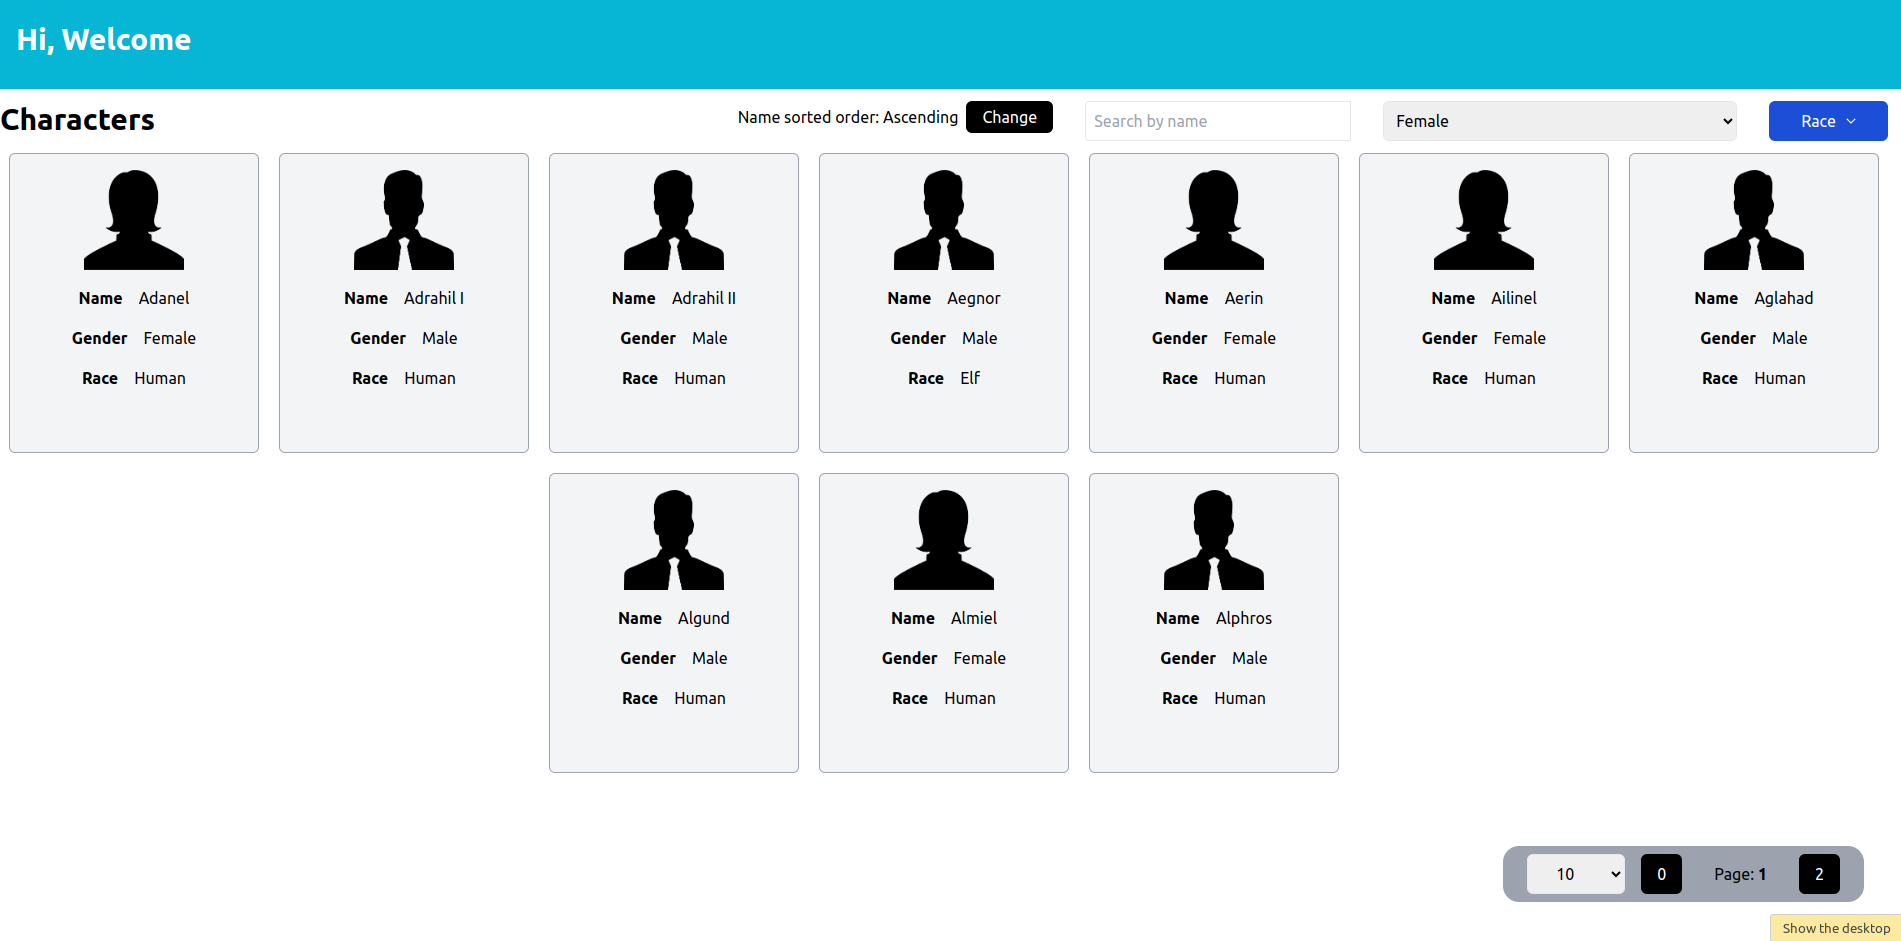 Hi, Welcome
Characters
Name sorted order: Ascending Change
Search by name
Female
Race
Name Adanel
Gender Female
Race Human
Name Adrahil I
Gender Male
Race Human
Name Adrahil II
Gender Male
Race Human
Name Aegnor
Gender Male
Race Elf
Name Aerin
Gender Female
Race Human
Name Ailinel
Gender Female
Race Human
Name Aglahad
Gender Male
Race Human
Name Algund
Gender Male
Race Human
Name Almiel
Gender Female
Race Human
Name Alphros
Gender Male
Race Human
10 0 Page: 1 2
Show the desktop